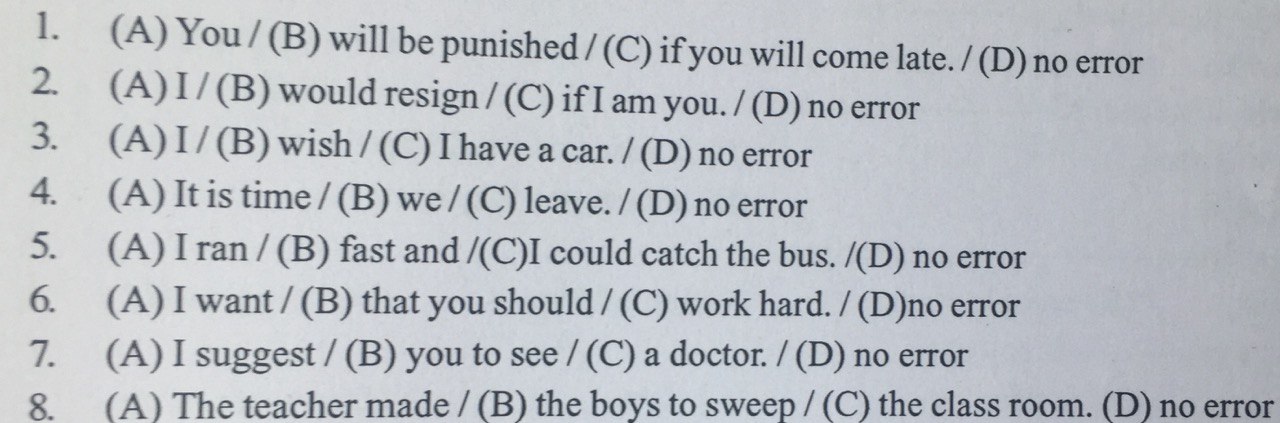 1. (A) You / (B) will be punished / (C) if you will come late. / (D) no error
2. (A) I / (B) would resign / (C) if I am you. / (D) no error
3. (A) I / (B) wish / (C) I have a car. / (D) no error
4. (A) It is time / (B) we / (C) leave. / (D) no error
5. (A) I ran / (B) fast and /(C)I could catch the bus. /(D) no error
6. (A) I want / (B) that you should / (C) work hard. / (D)no error
7. (A) I suggest / (B) you to see / (C) a doctor. / (D) no error
8. (A) The teacher made / (B) the boys to sweep / (C) the class room. (D) no error